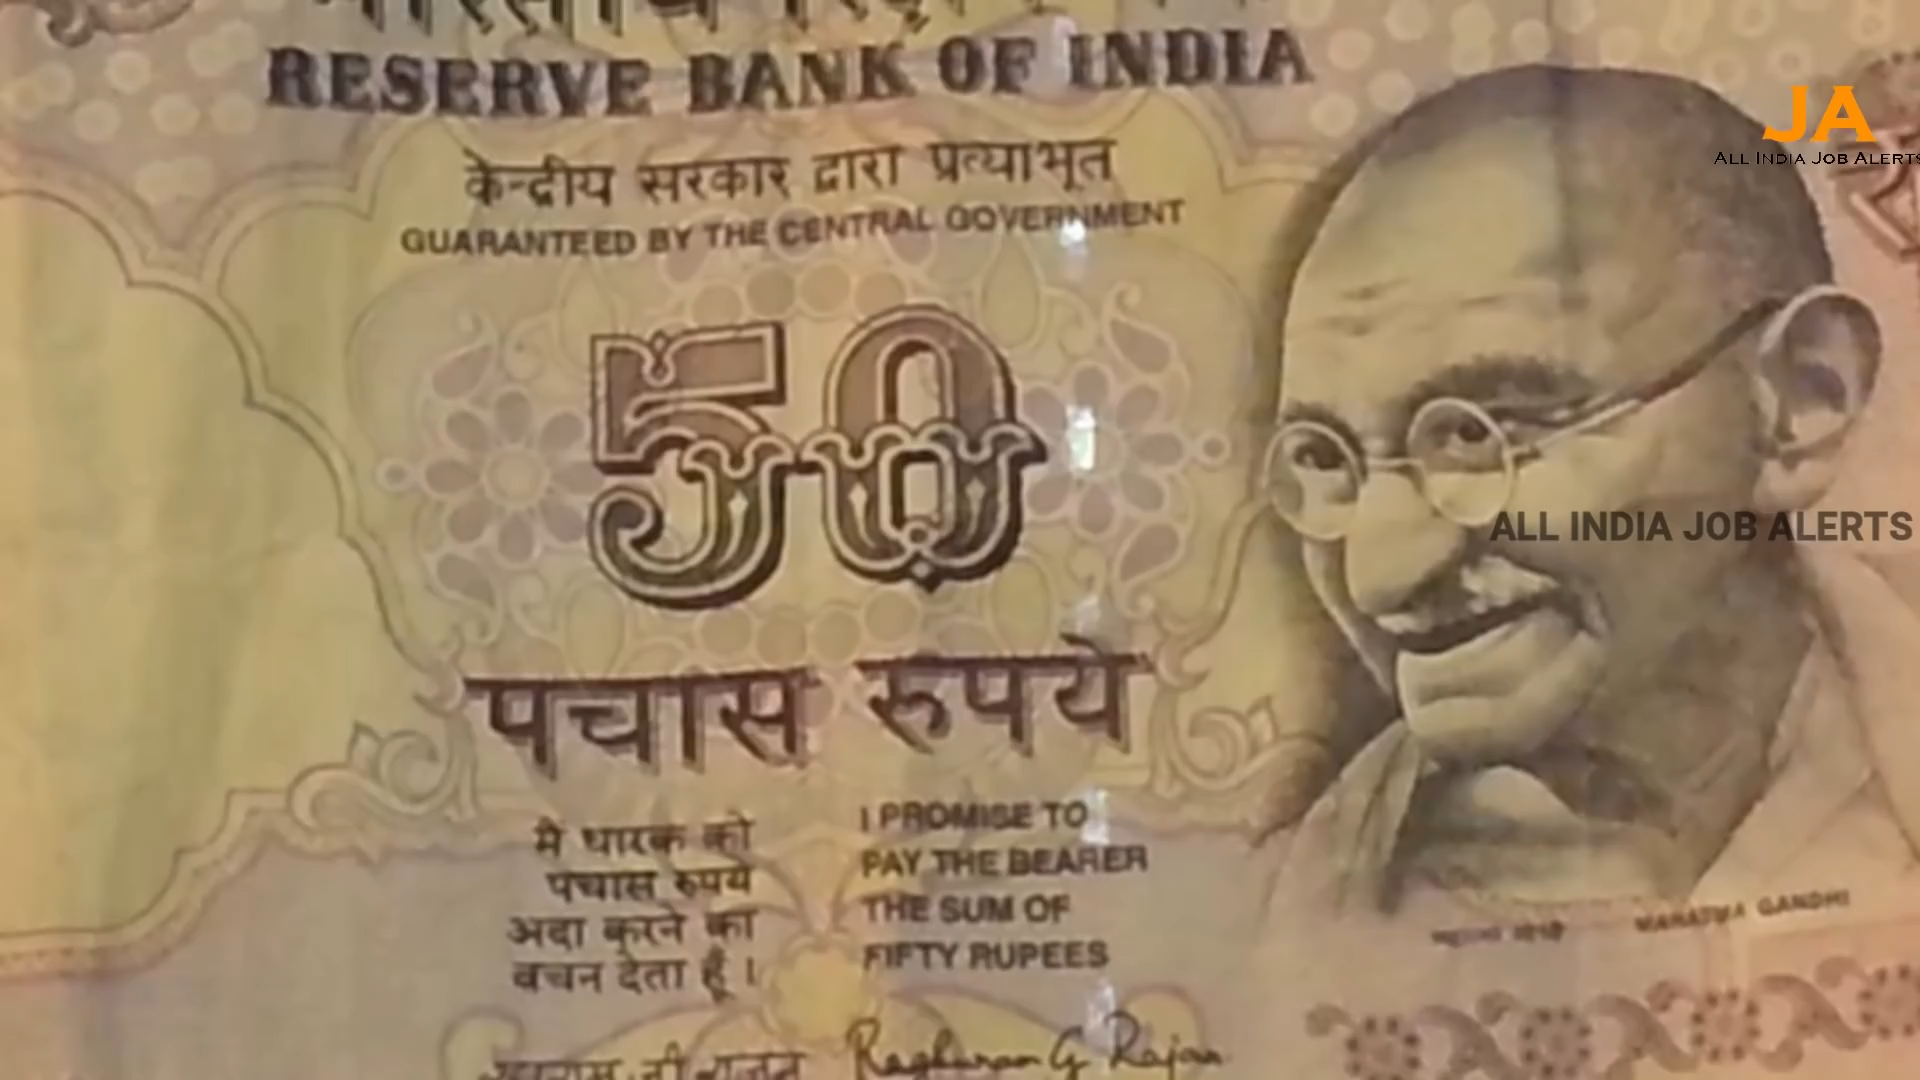 RESERVE BANK OF INDIA
केन्द्रीय सरकार द्वारा प्रत्याभूत
GUARANTEED BY THE CENTRAL GOVERNMENT
50
पचास रुपये
मैं धारक को
पचास रुपये
अदा करने का
वचन देता हूँ।
I PROMISE TO
PAY THE BEARER
THE SUM OF
FIFTY RUPEES
Raghuram G Rajan
MAHATMA GANDHI
JA
ALL INDIA JOB ALERTS
ALL INDIA JOB ALERTS